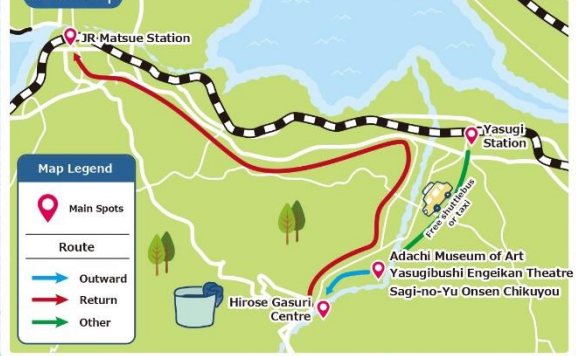 JR Matsue Station
Yasugi
Station
Map Legend
Main Spots
Route
Outward
Return
Other
Free shuttlebus
or taxi
Adachi Museum of Art
Yasugibushi Engeikan Theatre
Sagi-no-Yu Onsen Chikuyou
Hirose Gasuri
Centre